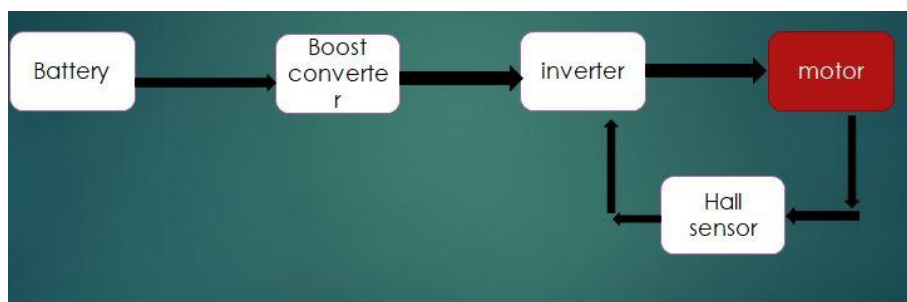 Battery
Boost
converte
r
inverter
motor
Hall
sensor